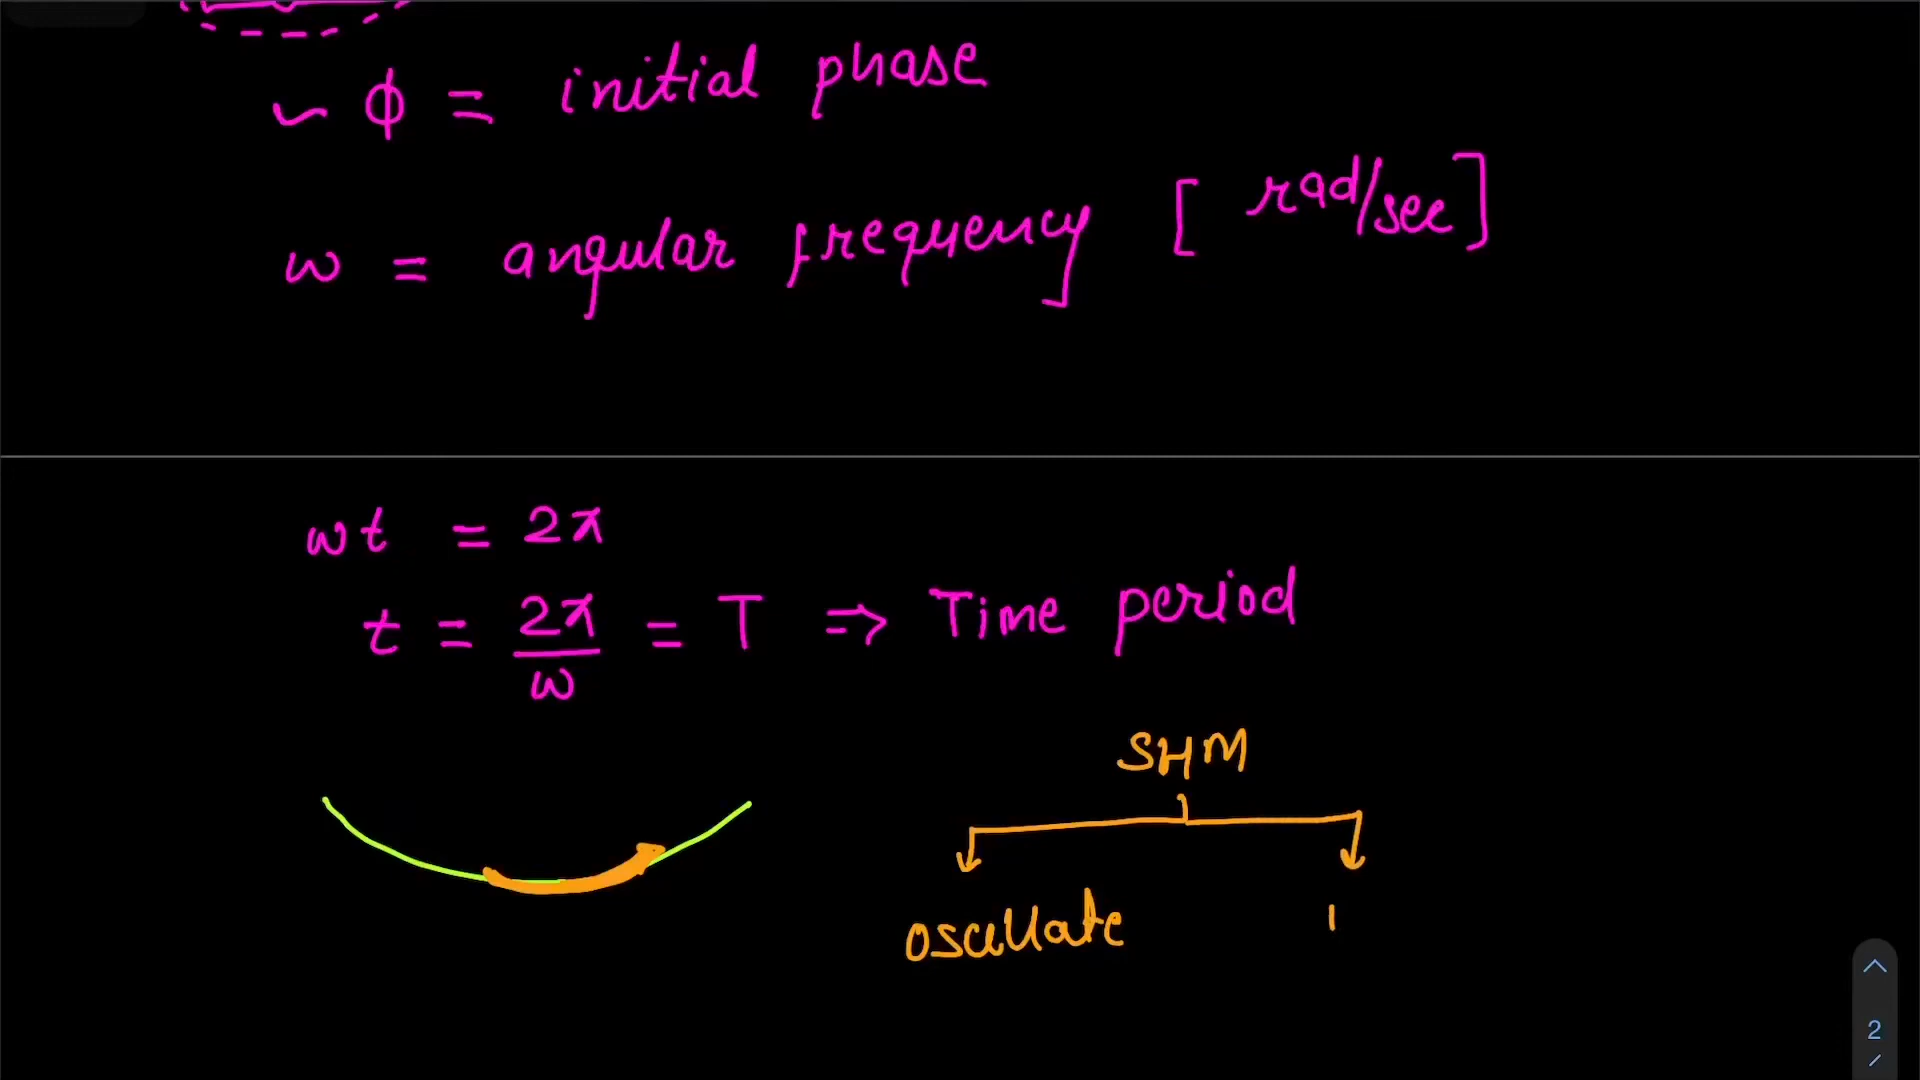 ϕ = initial phase
ω = angular frequency [rad/sec]
ωt = 2π
t = 2π/ω = T ⇒ Time period
SHM
oscillate
2